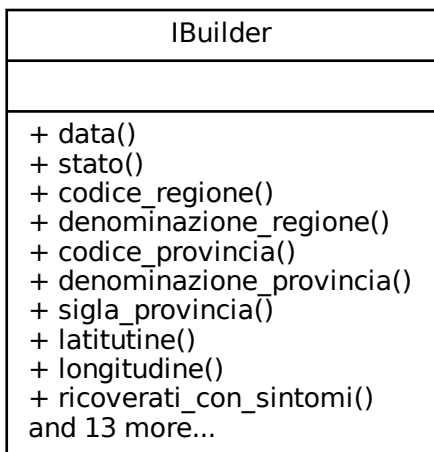 IBuilder
+ data()
+ stato()
+ codice_regione()
+ denominazione_regione()
+ codice_provincia()
+ denominazione_provincia()
+ sigla_provincia()
+ latitutine()
+ longitudine()
+ ricoverati_con_sintomi()
and 13 more...